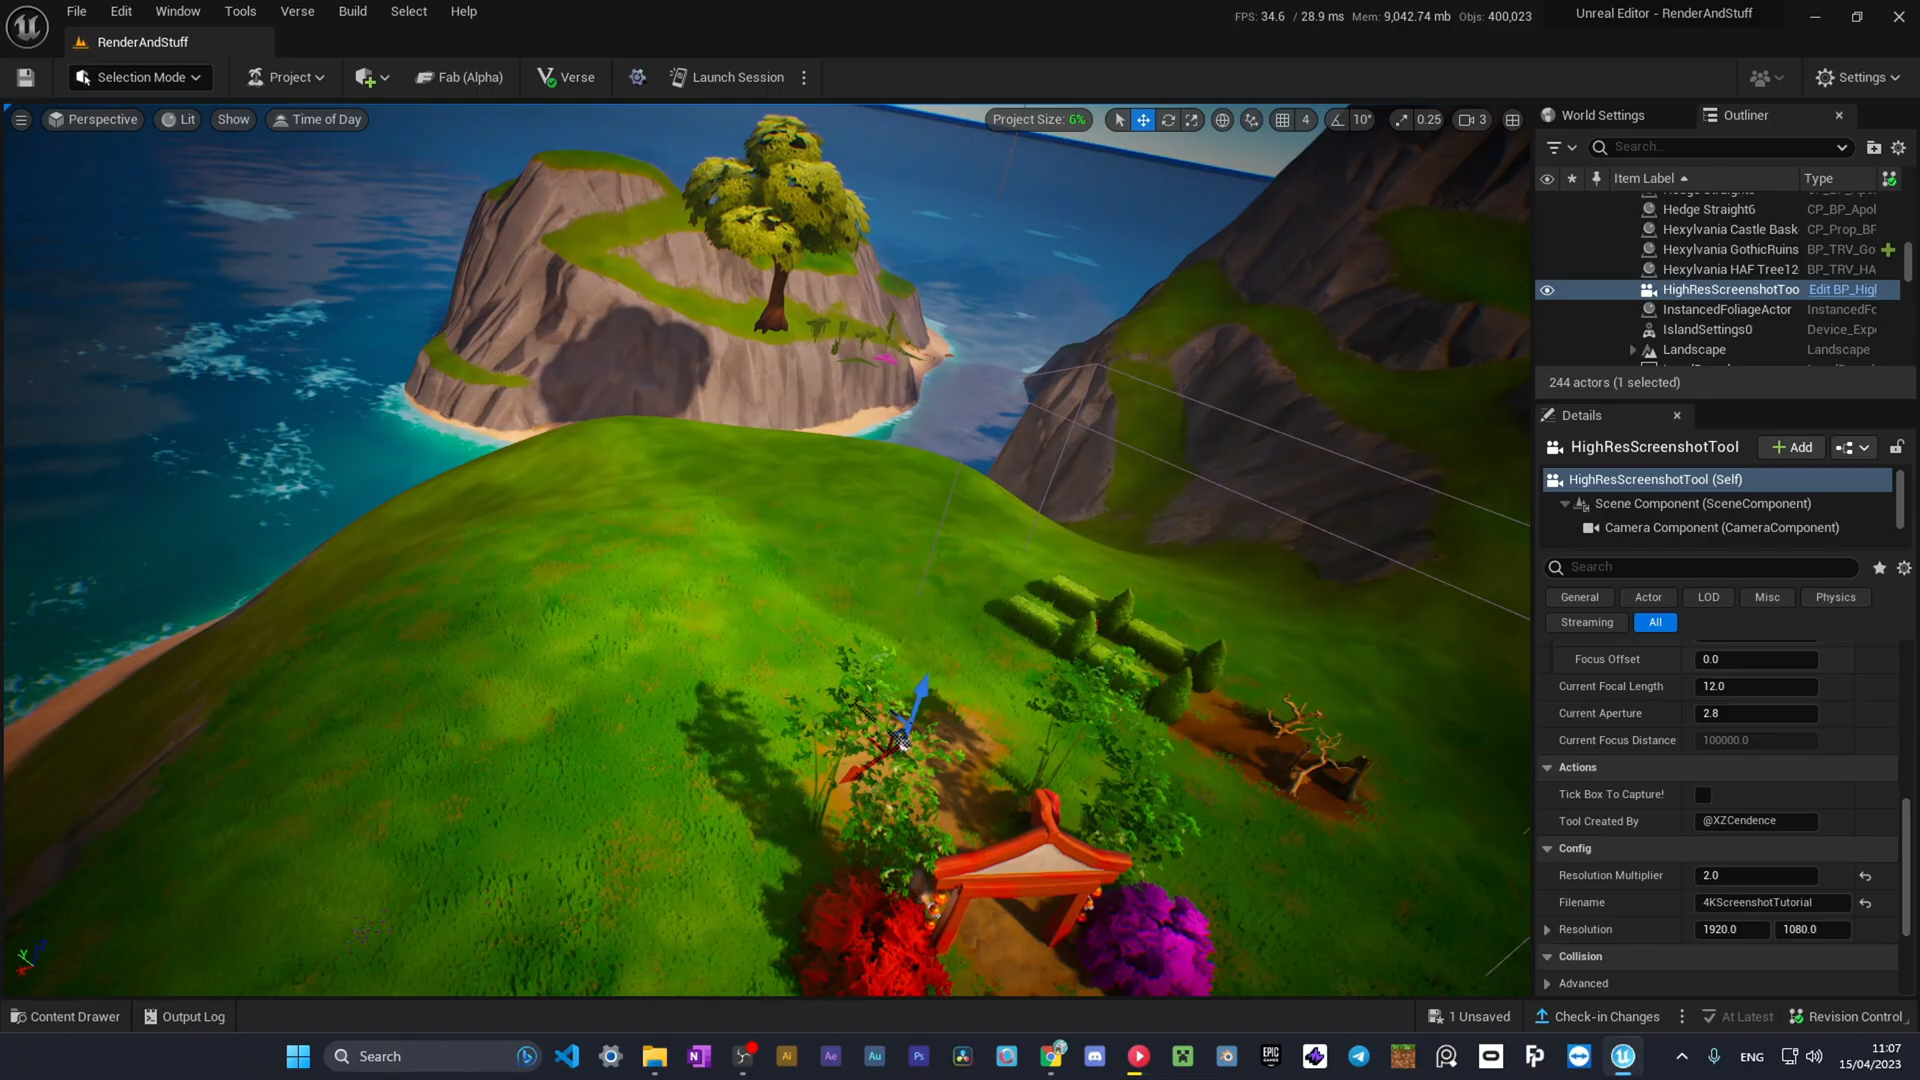 File Edit Window Tools Verse Build Select Help
FPS: 34.6 / 28.9 ms Mem: 9,042.74 mb Objs: 400,023
Unreal Editor - RenderAndStuff
RenderAndStuff
Selection Mode Project Fab (Alpha) Verse Launch Session Settings
Perspective Lit Show Time of Day Project Size: 6% 4 10° 0.25 3
World Settings Outliner
Search...
Item Label Type
Hedge Straight6 CP_BP_Apol
Hexylvania Castle Bask CP_Prop_BF
Hexylvania GothicRuins BP_TRV_Go
Hexylvania HAF Tree12 BP_TRV_HA
HighResScreenshotToo Edit BP_Higl
InstancedFoliageActor InstancedFc
IslandSettings0 Device_Expe
Landscape Landscape
244 actors (1 selected)
Details
HighResScreenshotTool Add
HighResScreenshotTool (Self)
Scene Component (SceneComponent)
Camera Component (CameraComponent)
Search
General Actor LOD Misc Physics
Streaming All
Focus Offset 0.0
Current Focal Length 12.0
Current Aperture 2.8
Current Focus Distance 100000.0
Actions
Tick Box To Capture!
Tool Created By @XZCendence
Config
Resolution Multiplier 2.0
Filename 4KScreenshotTutorial
Resolution 1920.0 1080.0
Collision
Advanced
Content Drawer Output Log 1 Unsaved Check-in Changes At Latest Revision Control
Search Ai Ae Au Ps EPIC GAMES ENG
11:07
15/04/2023